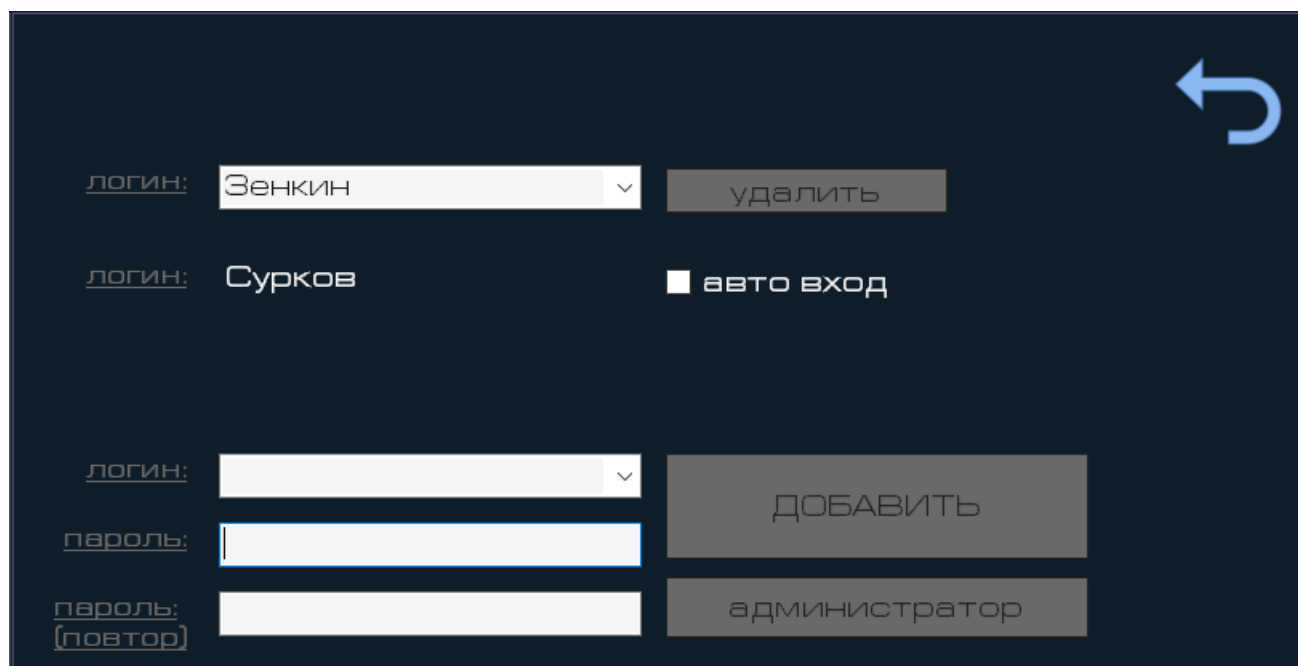 логин: Зенкин удалить
логин: Сурков авто вход
логин:
ДОБАВИТЬ
пароль:
пароль: администратор
(повтор)